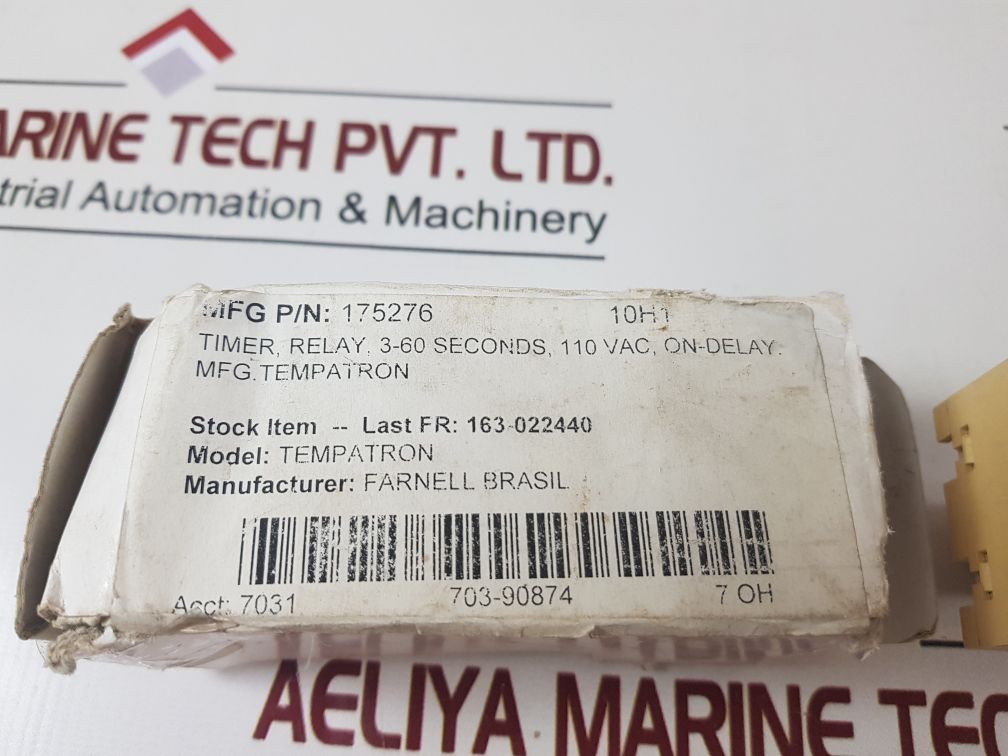 ARINE TECH PVT. LTD.
trial Automation & Machinery
MFG P/N: 175276 10H1
TIMER, RELAY, 3-60 SECONDS, 110 VAC, ON-DELAY.
MFG.TEMPATRON
Stock Item -- Last FR: 163-022440
Model: TEMPATRON
Manufacturer: FARNELL BRASIL
Acct: 7031 703-90874 7 OH
AELIYA MARINE TEC